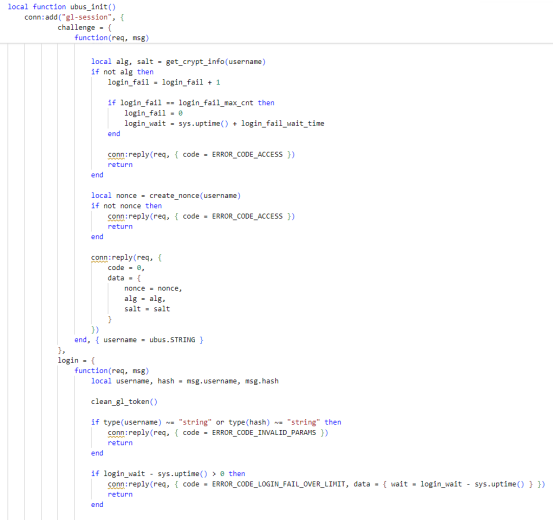 local function ubus_init()
    conn:add("gl-session", {
            challenge = {
                function(req, msg)
                    local alg, salt = get_crypt_info(username)
                    if not alg then
                        login_fail = login_fail + 1

                        if login_fail == login_fail_max_cnt then
                            login_fail = 0
                            login_wait = sys.uptime() + login_fail_wait_time
                        end

                        conn:reply(req, { code = ERROR_CODE_ACCESS })
                        return
                    end

                    local nonce = create_nonce(username)
                    if not nonce then
                        conn:reply(req, { code = ERROR_CODE_ACCESS })
                        return
                    end

                    conn:reply(req, {
                        code = 0,
                        data = {
                            nonce = nonce,
                            alg = alg,
                            salt = salt
                        }
                    })
                end, { username = ubus.STRING }
            },
            login = {
                function(req, msg)
                    local username, hash = msg.username, msg.hash

                    clean_gl_token()

                    if type(username) ~= "string" or type(hash) ~= "string" then
                        conn:reply(req, { code = ERROR_CODE_INVALID_PARAMS })
                        return
                    end

                    if login_wait - sys.uptime() > 0 then
                        conn:reply(req, { code = ERROR_CODE_LOGIN_FAIL_OVER_LIMIT, data = { wait = login_wait - sys.uptime() } })
                        return
                    end